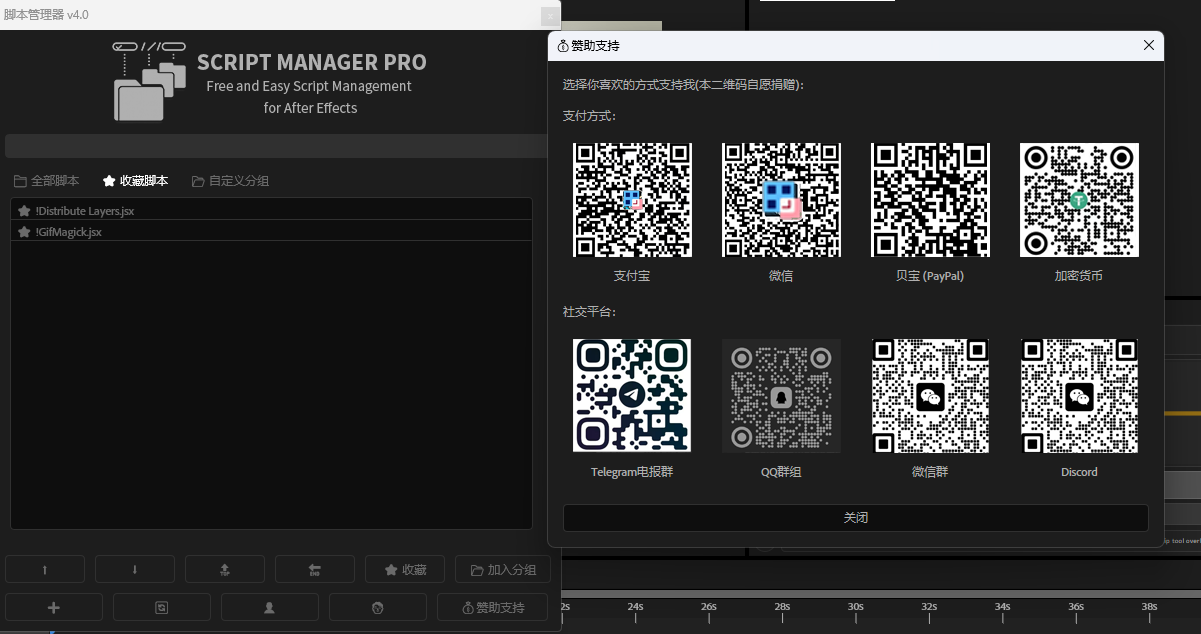 脚本管理器 v4.0
SCRIPT MANAGER PRO
Free and Easy Script Management
for After Effects
全部脚本
收藏脚本
自定义分组
!Distribute Layers.jsx
!GifMagick.jsx
TOP
END
收藏
加入分组
赞助支持
赞助支持
选择你喜欢的方式支持我(本二维码自愿捐赠):
支付方式:
支付宝
微信
贝宝 (PayPal)
加密货币
社交平台:
Telegram电报群
QQ群组
微信群
Discord
关闭
tool over
2s
24s
26s
28s
30s
32s
34s
36s
38s